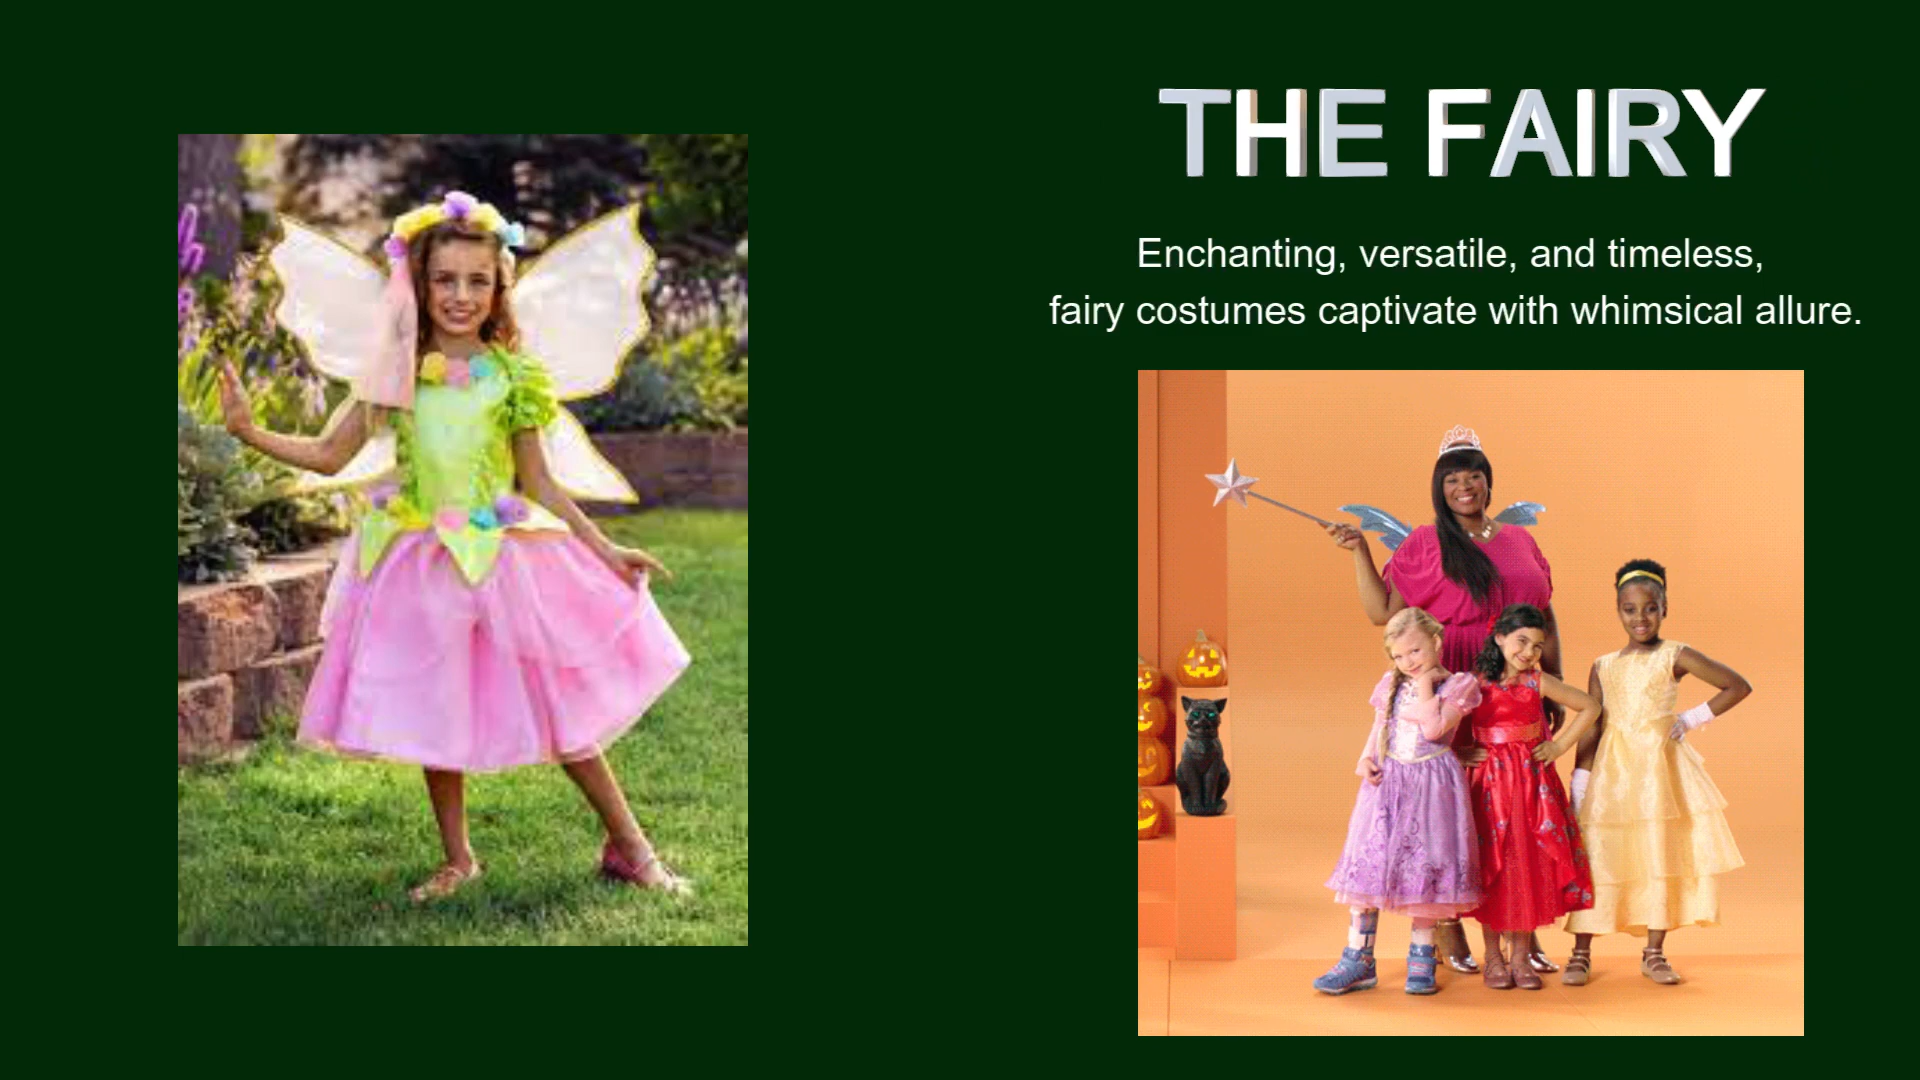 THE FAIRY
Enchanting, versatile, and timeless,
fairy costumes captivate with whimsical allure.